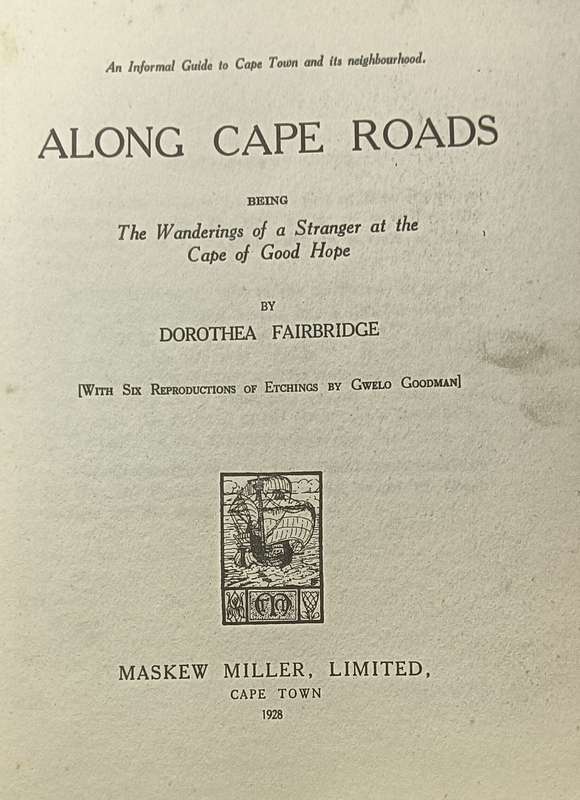 An Informal Guide to Cape Town and its neighbourhood.
ALONG CAPE ROADS
BEING
The Wanderings of a Stranger at the
Cape of Good Hope
BY
DOROTHEA FAIRBRIDGE
[With Six Reproductions of Etchings by Gwelo Goodman]
MASKEW MILLER, LIMITED,
CAPE TOWN
1928